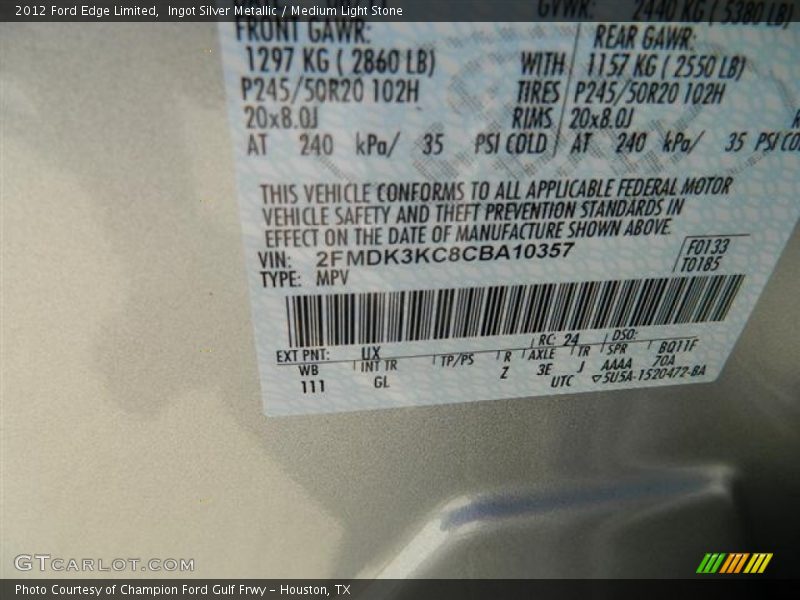 2012 Ford Edge Limited, Ingot Silver Metallic / Medium Light Stone
GVWR: 2440 KG ( 5380 LB)
FRONT GAWR: REAR GAWR:
1297 KG ( 2860 LB) WITH 1157 KG ( 2550 LB)
P245/50R20 102H TIRES P245/50R20 102H
20x8.0J RIMS 20x8.0J
AT 240 kPa/ 35 PSI COLD AT 240 kPa/ 35 PSI
THIS VEHICLE CONFORMS TO ALL APPLICABLE FEDERAL MOTOR
VEHICLE SAFETY AND THEFT PREVENTION STANDARDS IN
EFFECT ON THE DATE OF MANUFACTURE SHOWN ABOVE.
VIN: 2FMDK3KC8CBA10357 F0133
TYPE: MPV T0185
EXT PNT: UX RC: 24 DSO:
WB INT TR TP/PS R AXLE TR SPR BQ11F
111 GL Z 3E J AAAA 70A
UTC ▽5U5A-1520472-BA
GTCARLOT.COM
Photo Courtesy of Champion Ford Gulf Frwy – Houston, TX